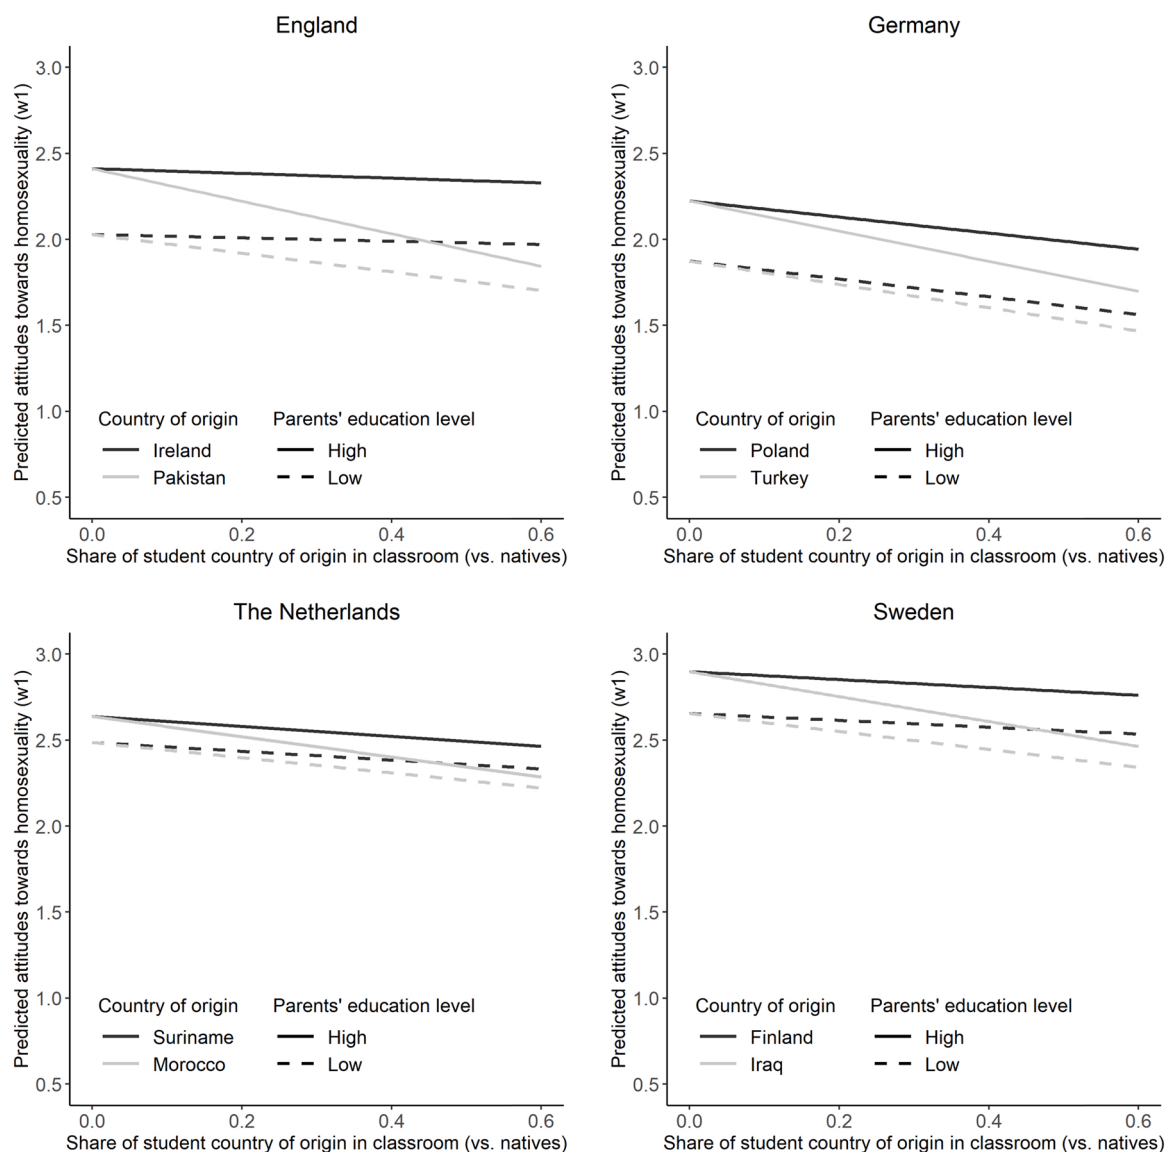 England
Predicted attitudes towards homosexuality (w1)
3.0
2.5
2.0
1.5
1.0
0.5
Country of origin
Ireland
Pakistan
Parents' education level
High
Low
0.0 0.2 0.4 0.6
Share of student country of origin in classroom (vs. natives)
Germany
Predicted attitudes towards homosexuality (w1)
3.0
2.5
2.0
1.5
1.0
0.5
Country of origin
Poland
Turkey
Parents' education level
High
Low
0.0 0.2 0.4 0.6
Share of student country of origin in classroom (vs. natives)
The Netherlands
Predicted attitudes towards homosexuality (w1)
3.0
2.5
2.0
1.5
1.0
0.5
Country of origin
Suriname
Morocco
Parents' education level
High
Low
0.0 0.2 0.4 0.6
Share of student country of origin in classroom (vs. natives)
Sweden
Predicted attitudes towards homosexuality (w1)
3.0
2.5
2.0
1.5
1.0
0.5
Country of origin
Finland
Iraq
Parents' education level
High
Low
0.0 0.2 0.4 0.6
Share of student country of origin in classroom (vs. natives)